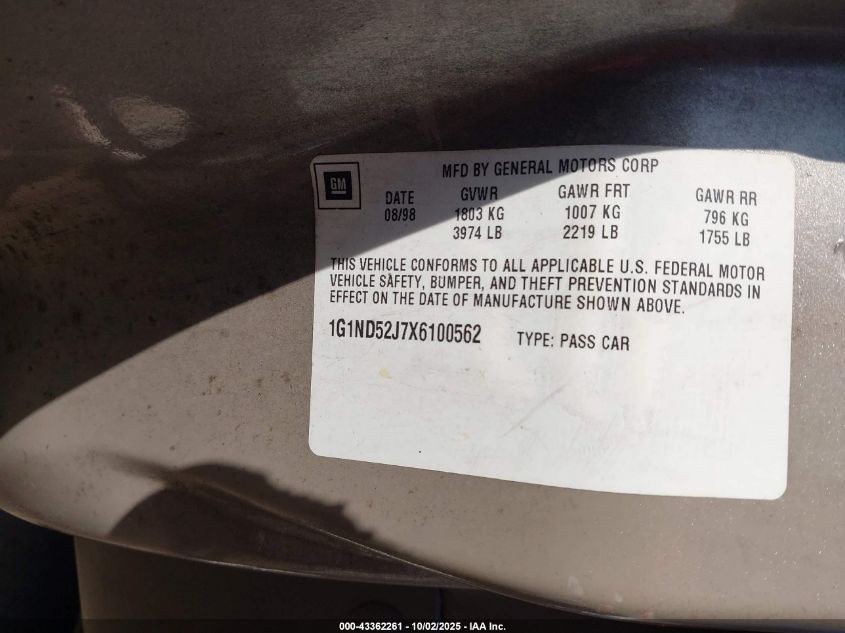 GM
MFD BY GENERAL MOTORS CORP
DATE GVWR GAWR FRT GAWR RR
08/98 1803 KG 1007 KG 796 KG
3974 LB 2219 LB 1755 LB
THIS VEHICLE CONFORMS TO ALL APPLICABLE U.S. FEDERAL MOTOR
VEHICLE SAFETY, BUMPER, AND THEFT PREVENTION STANDARDS IN
EFFECT ON THE DATE OF MANUFACTURE SHOWN ABOVE.
1G1ND52J7X6100562 TYPE: PASS CAR
000-43362261 - 10/02/2025 - IAA Inc.